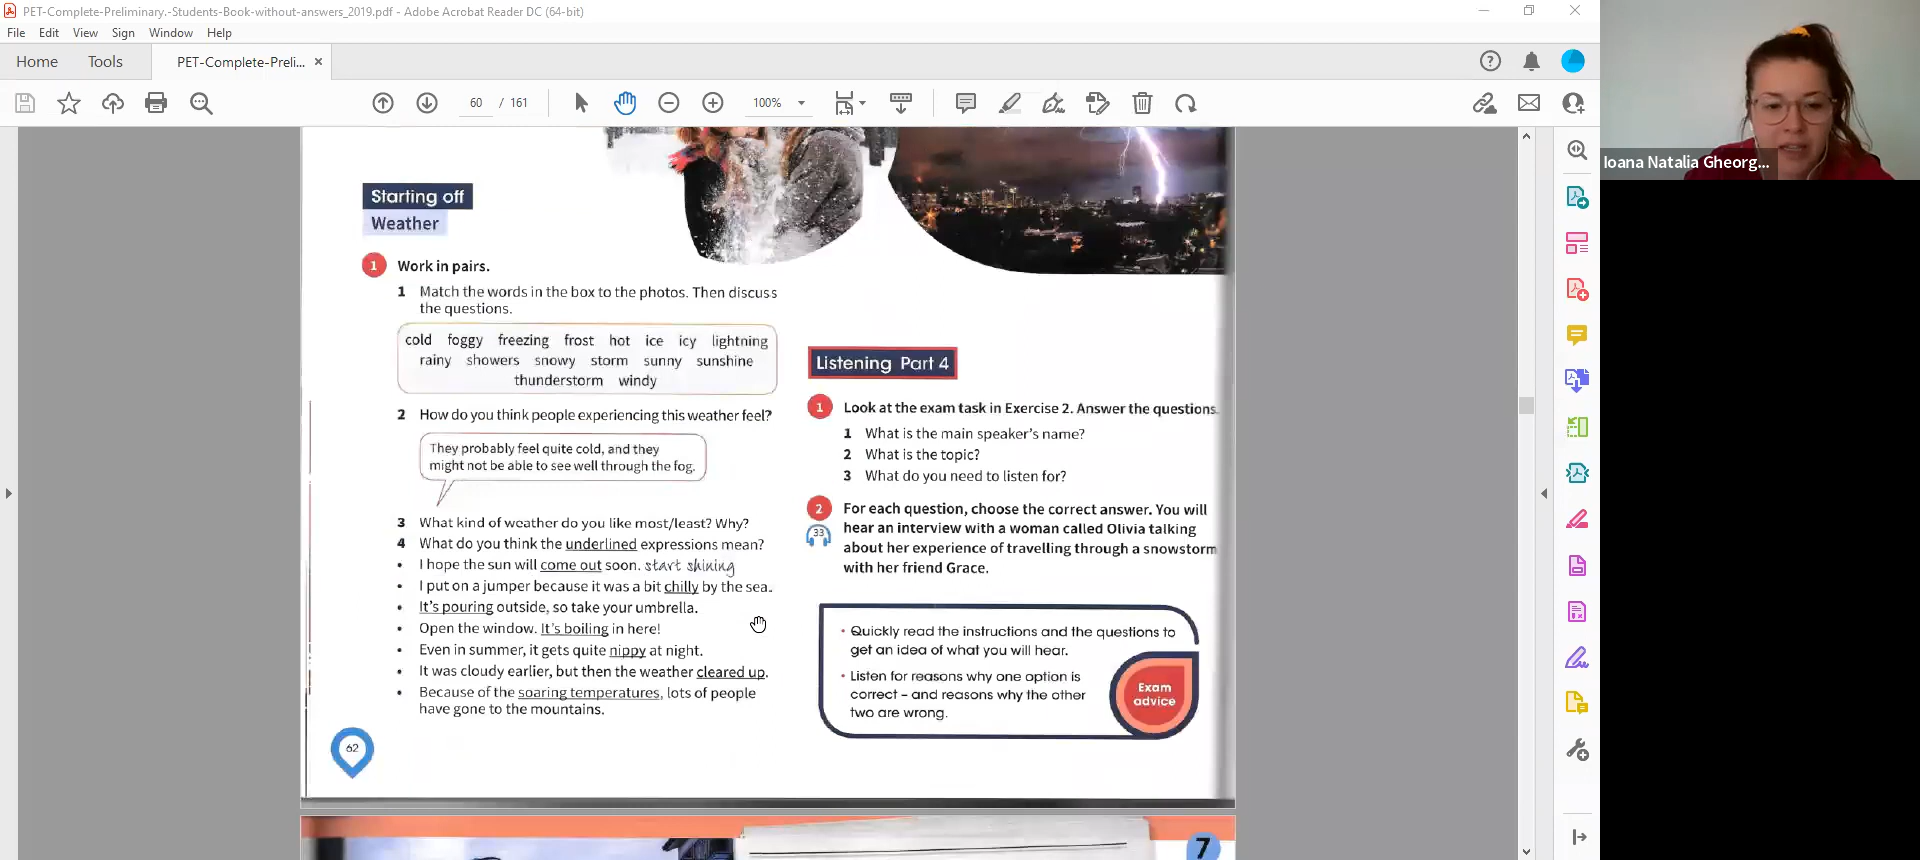 PET-Complete-Preliminary.-Students-Book-without-answers_2019.pdf - Adobe Acrobat Reader DC (64-bit)
File Edit View Sign Window Help
Home Tools PET-Complete-Preli... ×
60 / 161 100%
Ioana Natalia Gheorg...
Starting off
Weather
1 Work in pairs.
1 Match the words in the box to the photos. Then discuss
the questions.
cold foggy freezing frost hot ice icy lightning
rainy showers snowy storm sunny sunshine
thunderstorm windy
2 How do you think people experiencing this weather feel?
They probably feel quite cold, and they
might not be able to see well through the fog.
3 What kind of weather do you like most/least? Why?
4 What do you think the underlined expressions mean?
• I hope the sun will come out soon. start shining
• I put on a jumper because it was a bit chilly by the sea.
• It's pouring outside, so take your umbrella.
• Open the window. It's boiling in here!
• Even in summer, it gets quite nippy at night.
• It was cloudy earlier, but then the weather cleared up.
• Because of the soaring temperatures, lots of people
have gone to the mountains.
62
Listening Part 4
1 Look at the exam task in Exercise 2. Answer the questions.
1 What is the main speaker's name?
2 What is the topic?
3 What do you need to listen for?
2 For each question, choose the correct answer. You will
33 hear an interview with a woman called Olivia talking
about her experience of travelling through a snowstorm
with her friend Grace.
• Quickly read the instructions and the questions to
get an idea of what you will hear.
• Listen for reasons why one option is
correct – and reasons why the other
two are wrong.
Exam
advice
7